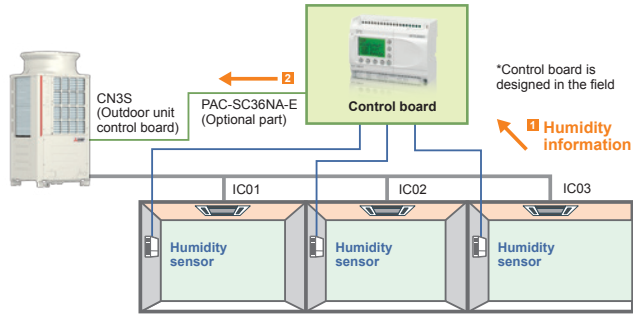 2
CN3S
(Outdoor unit
control board)
PAC-SC36NA-E
(Optional part)
Control board
*Control board is
designed in the field
1 Humidity
information
IC01
IC02
IC03
Humidity
sensor
Humidity
sensor
Humidity
sensor